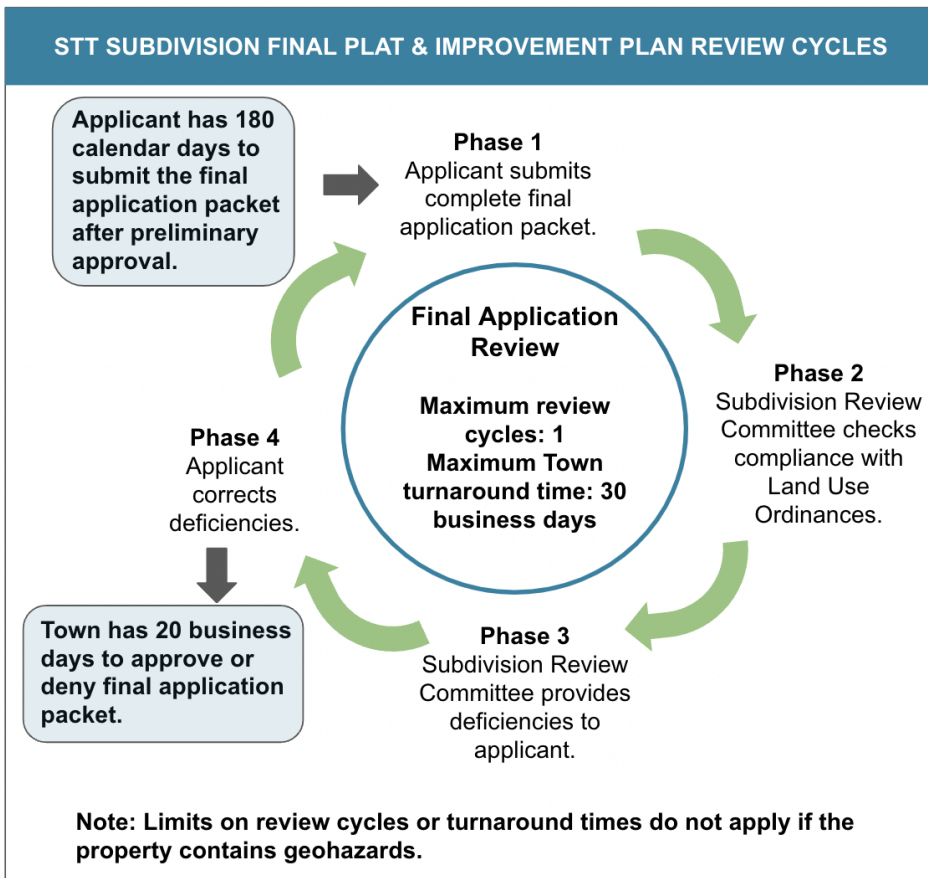 STT SUBDIVISION FINAL PLAT & IMPROVEMENT PLAN REVIEW CYCLES
Applicant has 180
calendar days to
submit the final
application packet
after preliminary
approval.
Phase 1
Applicant submits
complete final
application packet.
Phase 2
Subdivision Review
Committee checks
compliance with
Land Use
Ordinances.
Phase 3
Subdivision Review
Committee provides
deficiencies to
applicant.
Phase 4
Applicant
corrects
deficiencies.
Town has 20 business
days to approve or
deny final application
packet.
Final Application
Review
Maximum review
cycles: 1
Maximum Town
turnaround time: 30
business days
Note: Limits on review cycles or turnaround times do not apply if the
property contains geohazards.